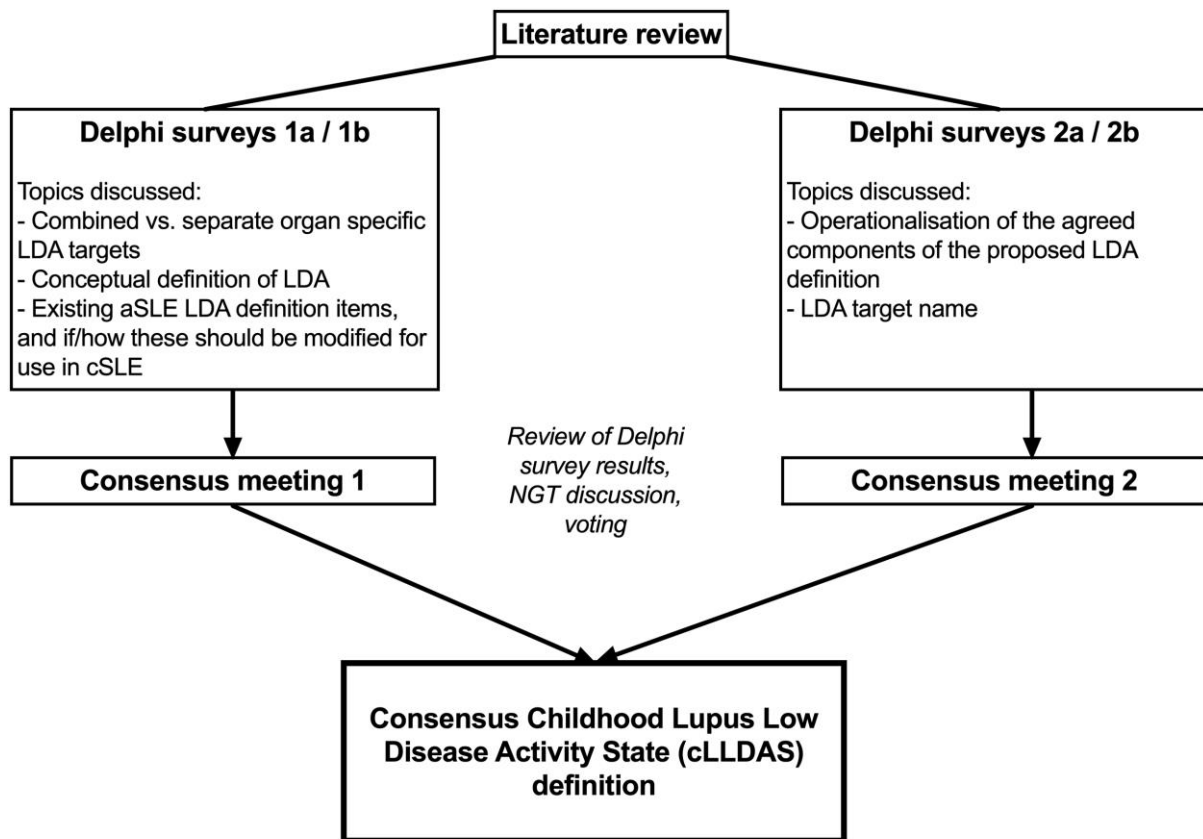 Literature review
Delphi surveys 1a / 1b
Topics discussed:
- Combined vs. separate organ specific
LDA targets
- Conceptual definition of LDA
- Existing aSLE LDA definition items,
and if/how these should be modified for
use in cSLE
Delphi surveys 2a / 2b
Topics discussed:
- Operationalisation of the agreed
components of the proposed LDA
definition
- LDA target name
Consensus meeting 1
Review of Delphi
survey results,
NGT discussion,
voting
Consensus meeting 2
Consensus Childhood Lupus Low
Disease Activity State (cLLDAS)
definition